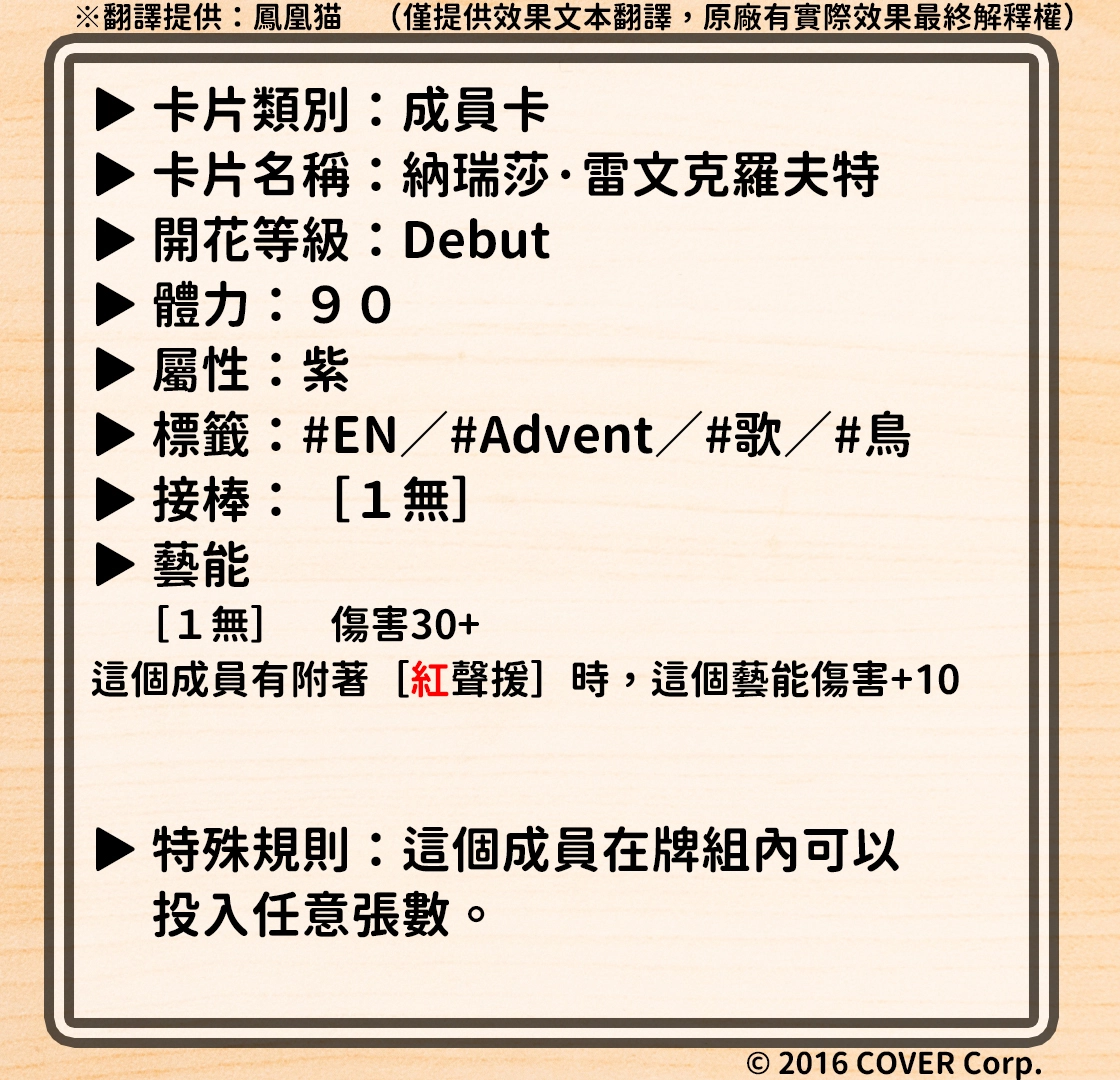 ※翻譯提供：鳳凰猫　（僅提供效果文本翻譯，原廠有實際效果最終解釋權）
▶ 卡片類別：成員卡
▶ 卡片名稱：納瑞莎·雷文克羅夫特
▶ 開花等級：Debut
▶ 體力：９０
▶ 屬性：紫
▶ 標籤：#EN／#Advent／#歌／#鳥
▶ 接棒：［１無］
▶ 藝能
［１無］　傷害30+
這個成員有附著［紅聲援］時，這個藝能傷害+10
▶ 特殊規則：這個成員在牌組內可以
投入任意張數。
© 2016 COVER Corp.